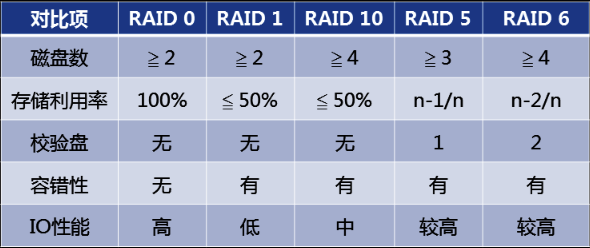 对比项 RAID 0 RAID 1 RAID 10 RAID 5 RAID 6
磁盘数 ≧2 ≧2 ≧4 ≧3 ≧4
存储利用率 100% ≦50% ≦50% n-1/n n-2/n
校验盘 无 无 无 1 2
容错性 无 有 有 有 有
IO性能 高 低 中 较高 较高